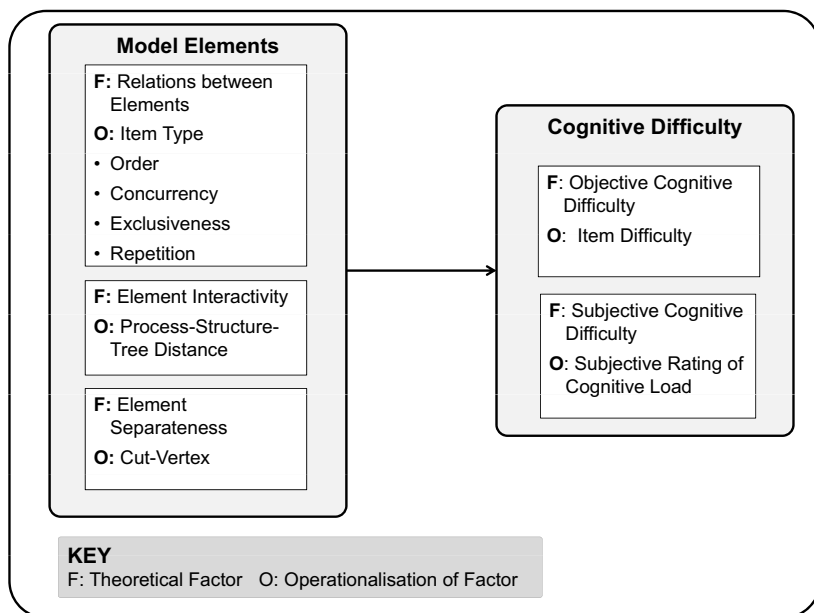 Model Elements
F: Relations between
Elements
O: Item Type
• Order
• Concurrency
• Exclusiveness
• Repetition
F: Element Interactivity
O: Process-Structure-
Tree Distance
F: Element
Separateness
O: Cut-Vertex
Cognitive Difficulty
F: Objective Cognitive
Difficulty
O: Item Difficulty
F: Subjective Cognitive
Difficulty
O: Subjective Rating of
Cognitive Load
KEY
F: Theoretical Factor O: Operationalisation of Factor